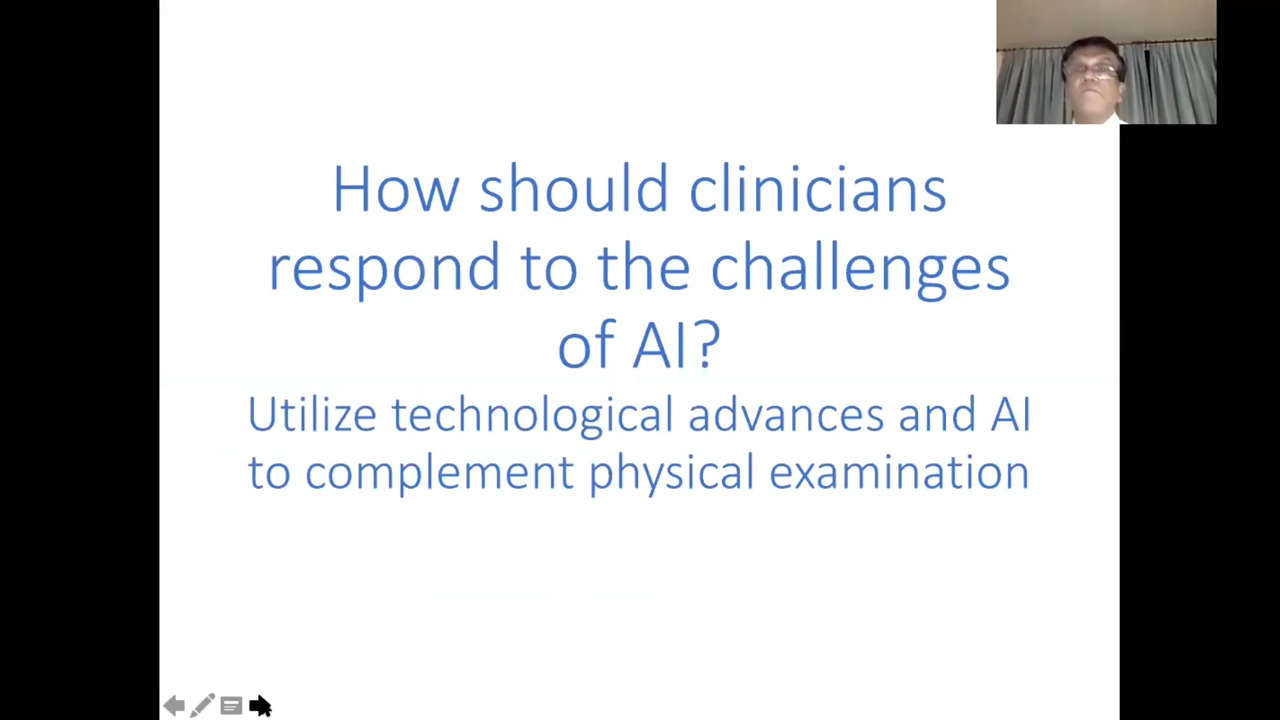 How should clinicians
respond to the challenges
of AI?
Utilize technological advances and AI
to complement physical examination